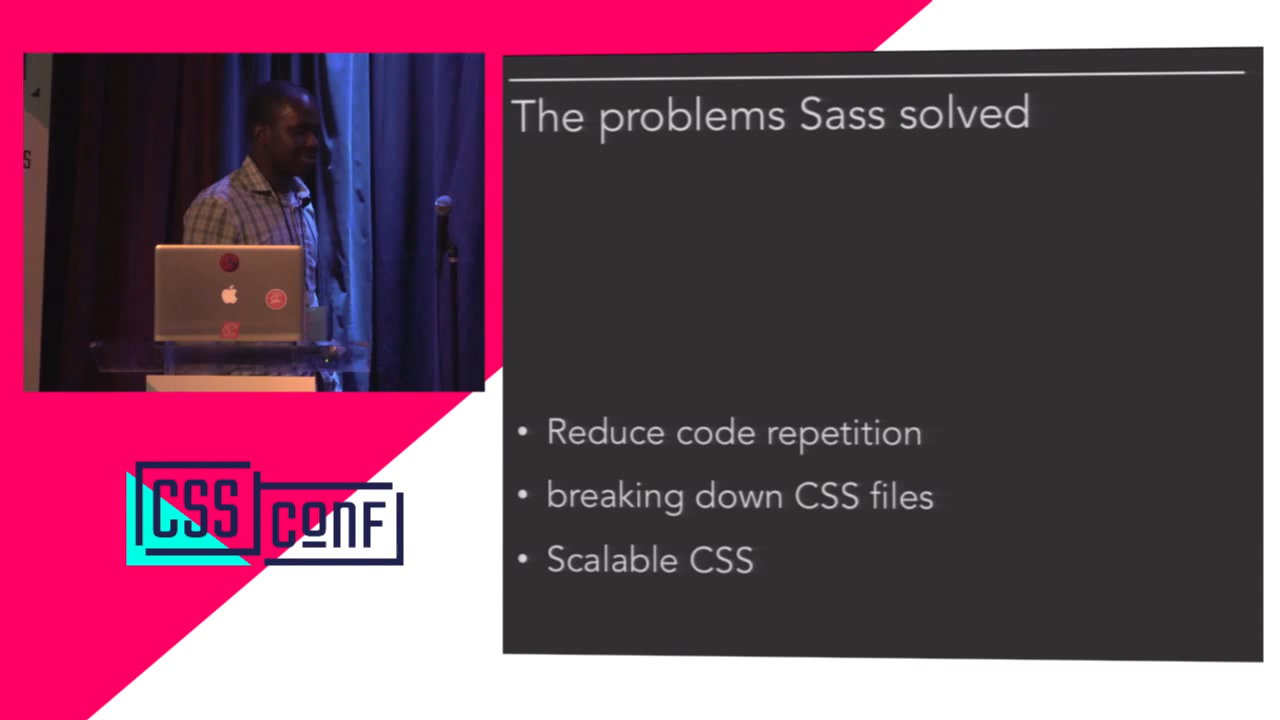 The problems Sass solved
• Reduce code repetition
• breaking down CSS files
• Scalable CSS
CSS
conf